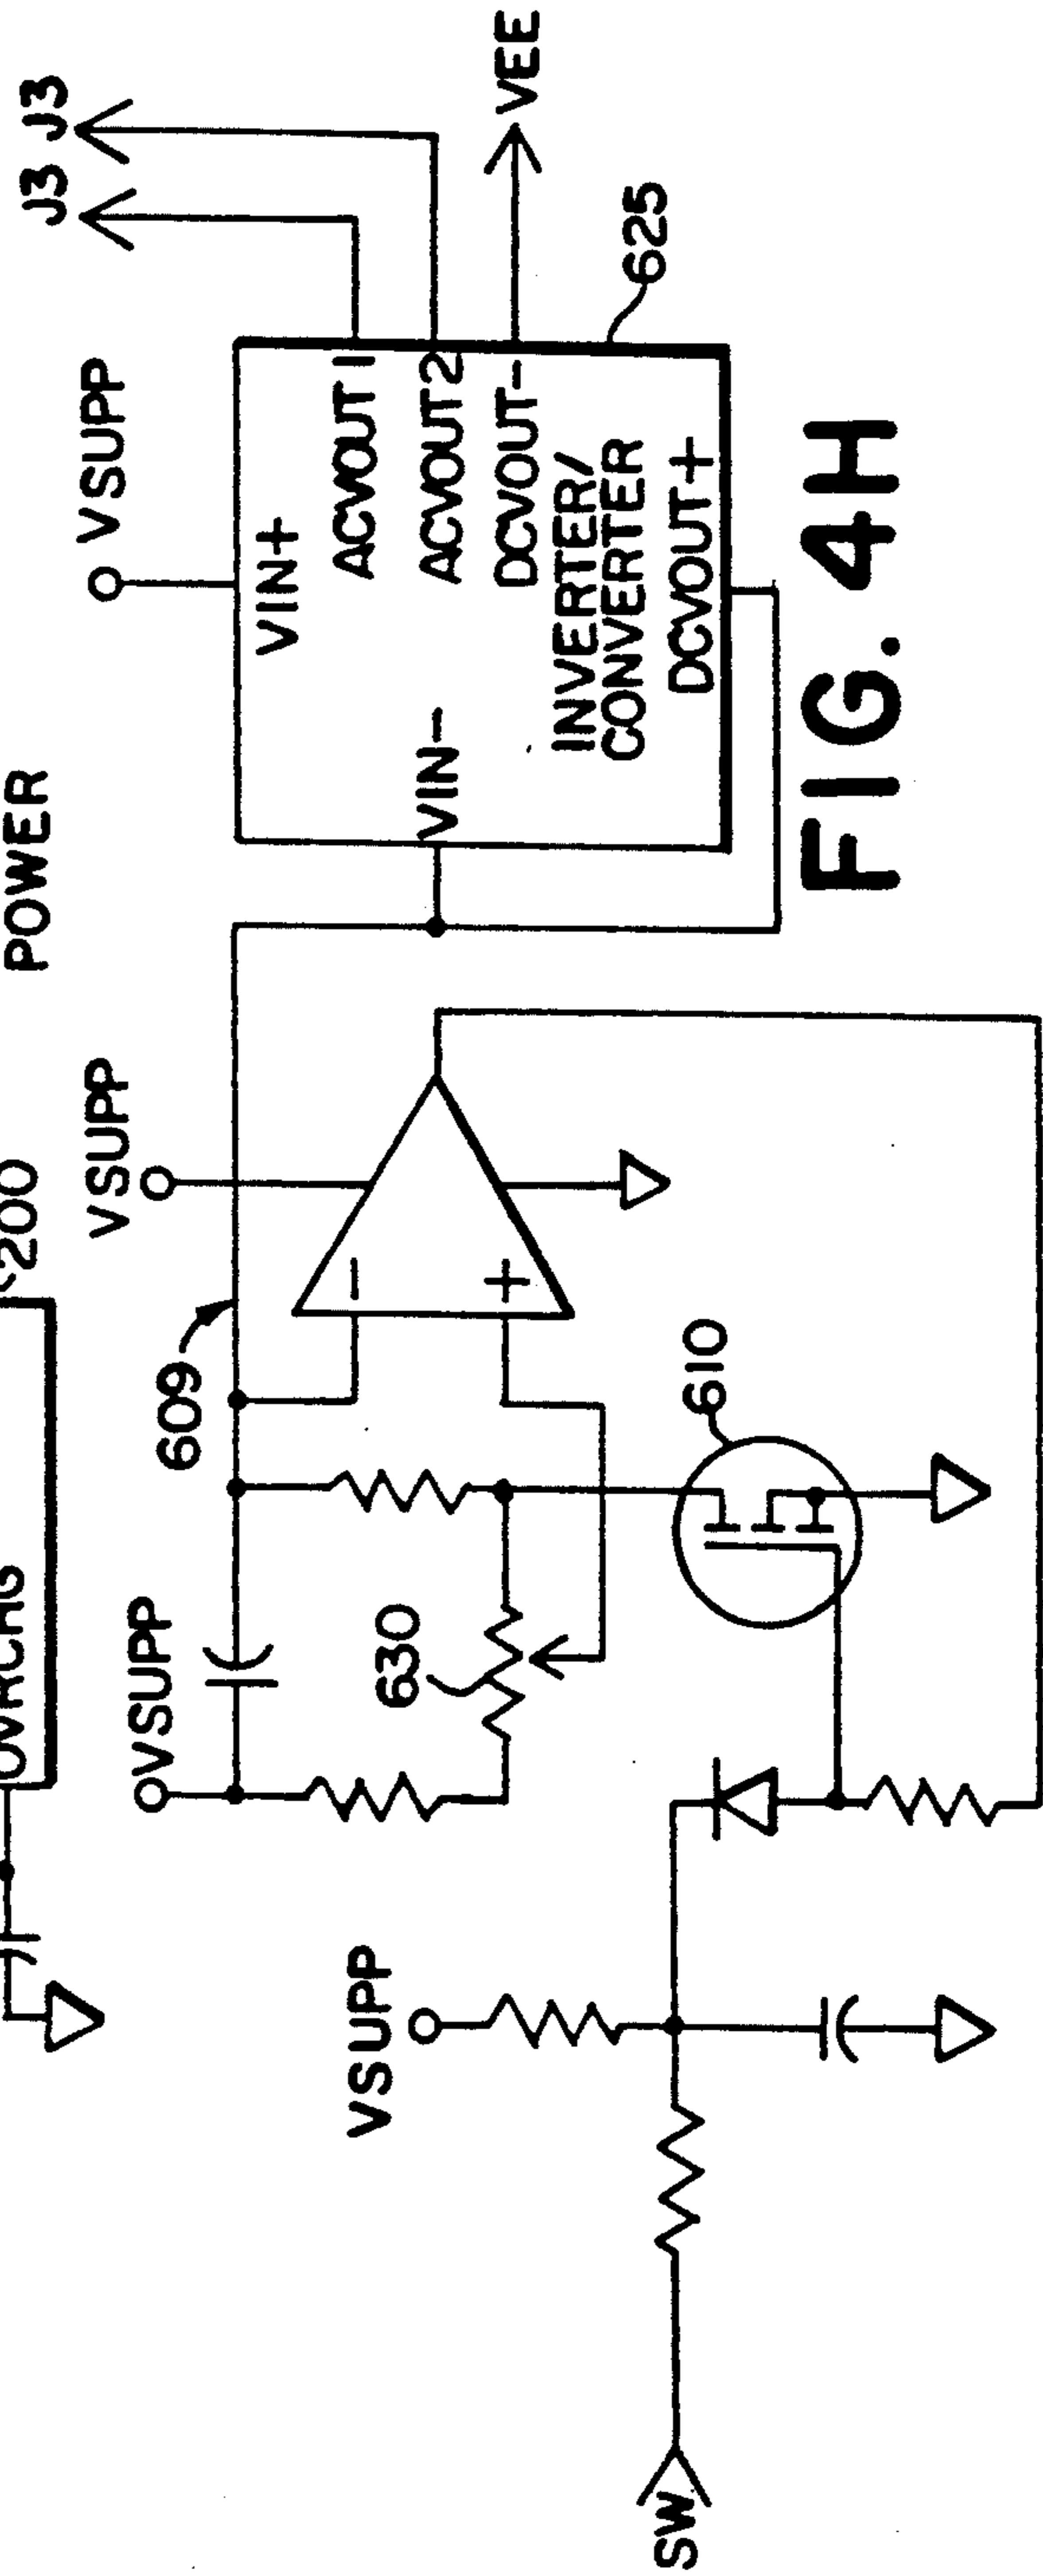 POWER
J3 J3
200
VSUPP
VSUPP
VSUPP
VSUPP
609
VIN+
VIN-
ACVOUT 1
ACVOUT 2
DCVOUT-
INVERTER/
CONVERTER
DCVOUT+
VEE
625
630
-
+
610
SW
FIG. 4H